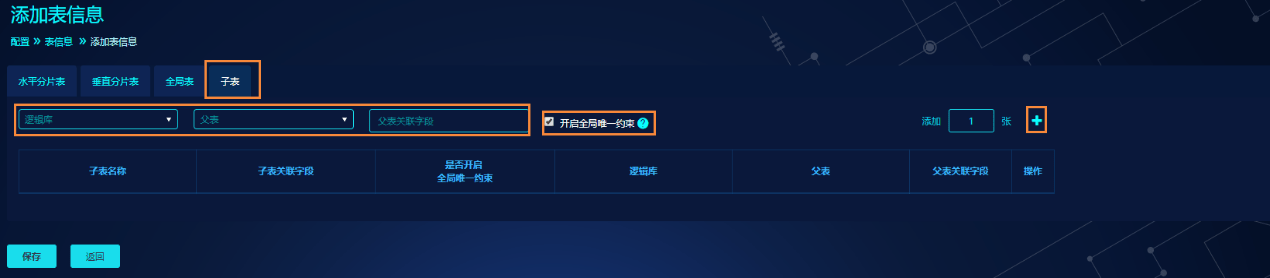 添加表信息
配置 » 表信息 » 添加表信息
水平分片表 垂直分片表 全局表 子表
逻辑库 父表 父表关联字段 开启全局唯一约束 ? 添加 1 张
子表名称 子表关联字段 是否开启 全局唯一约束 逻辑库 父表 父表关联字段 操作
保存 返回